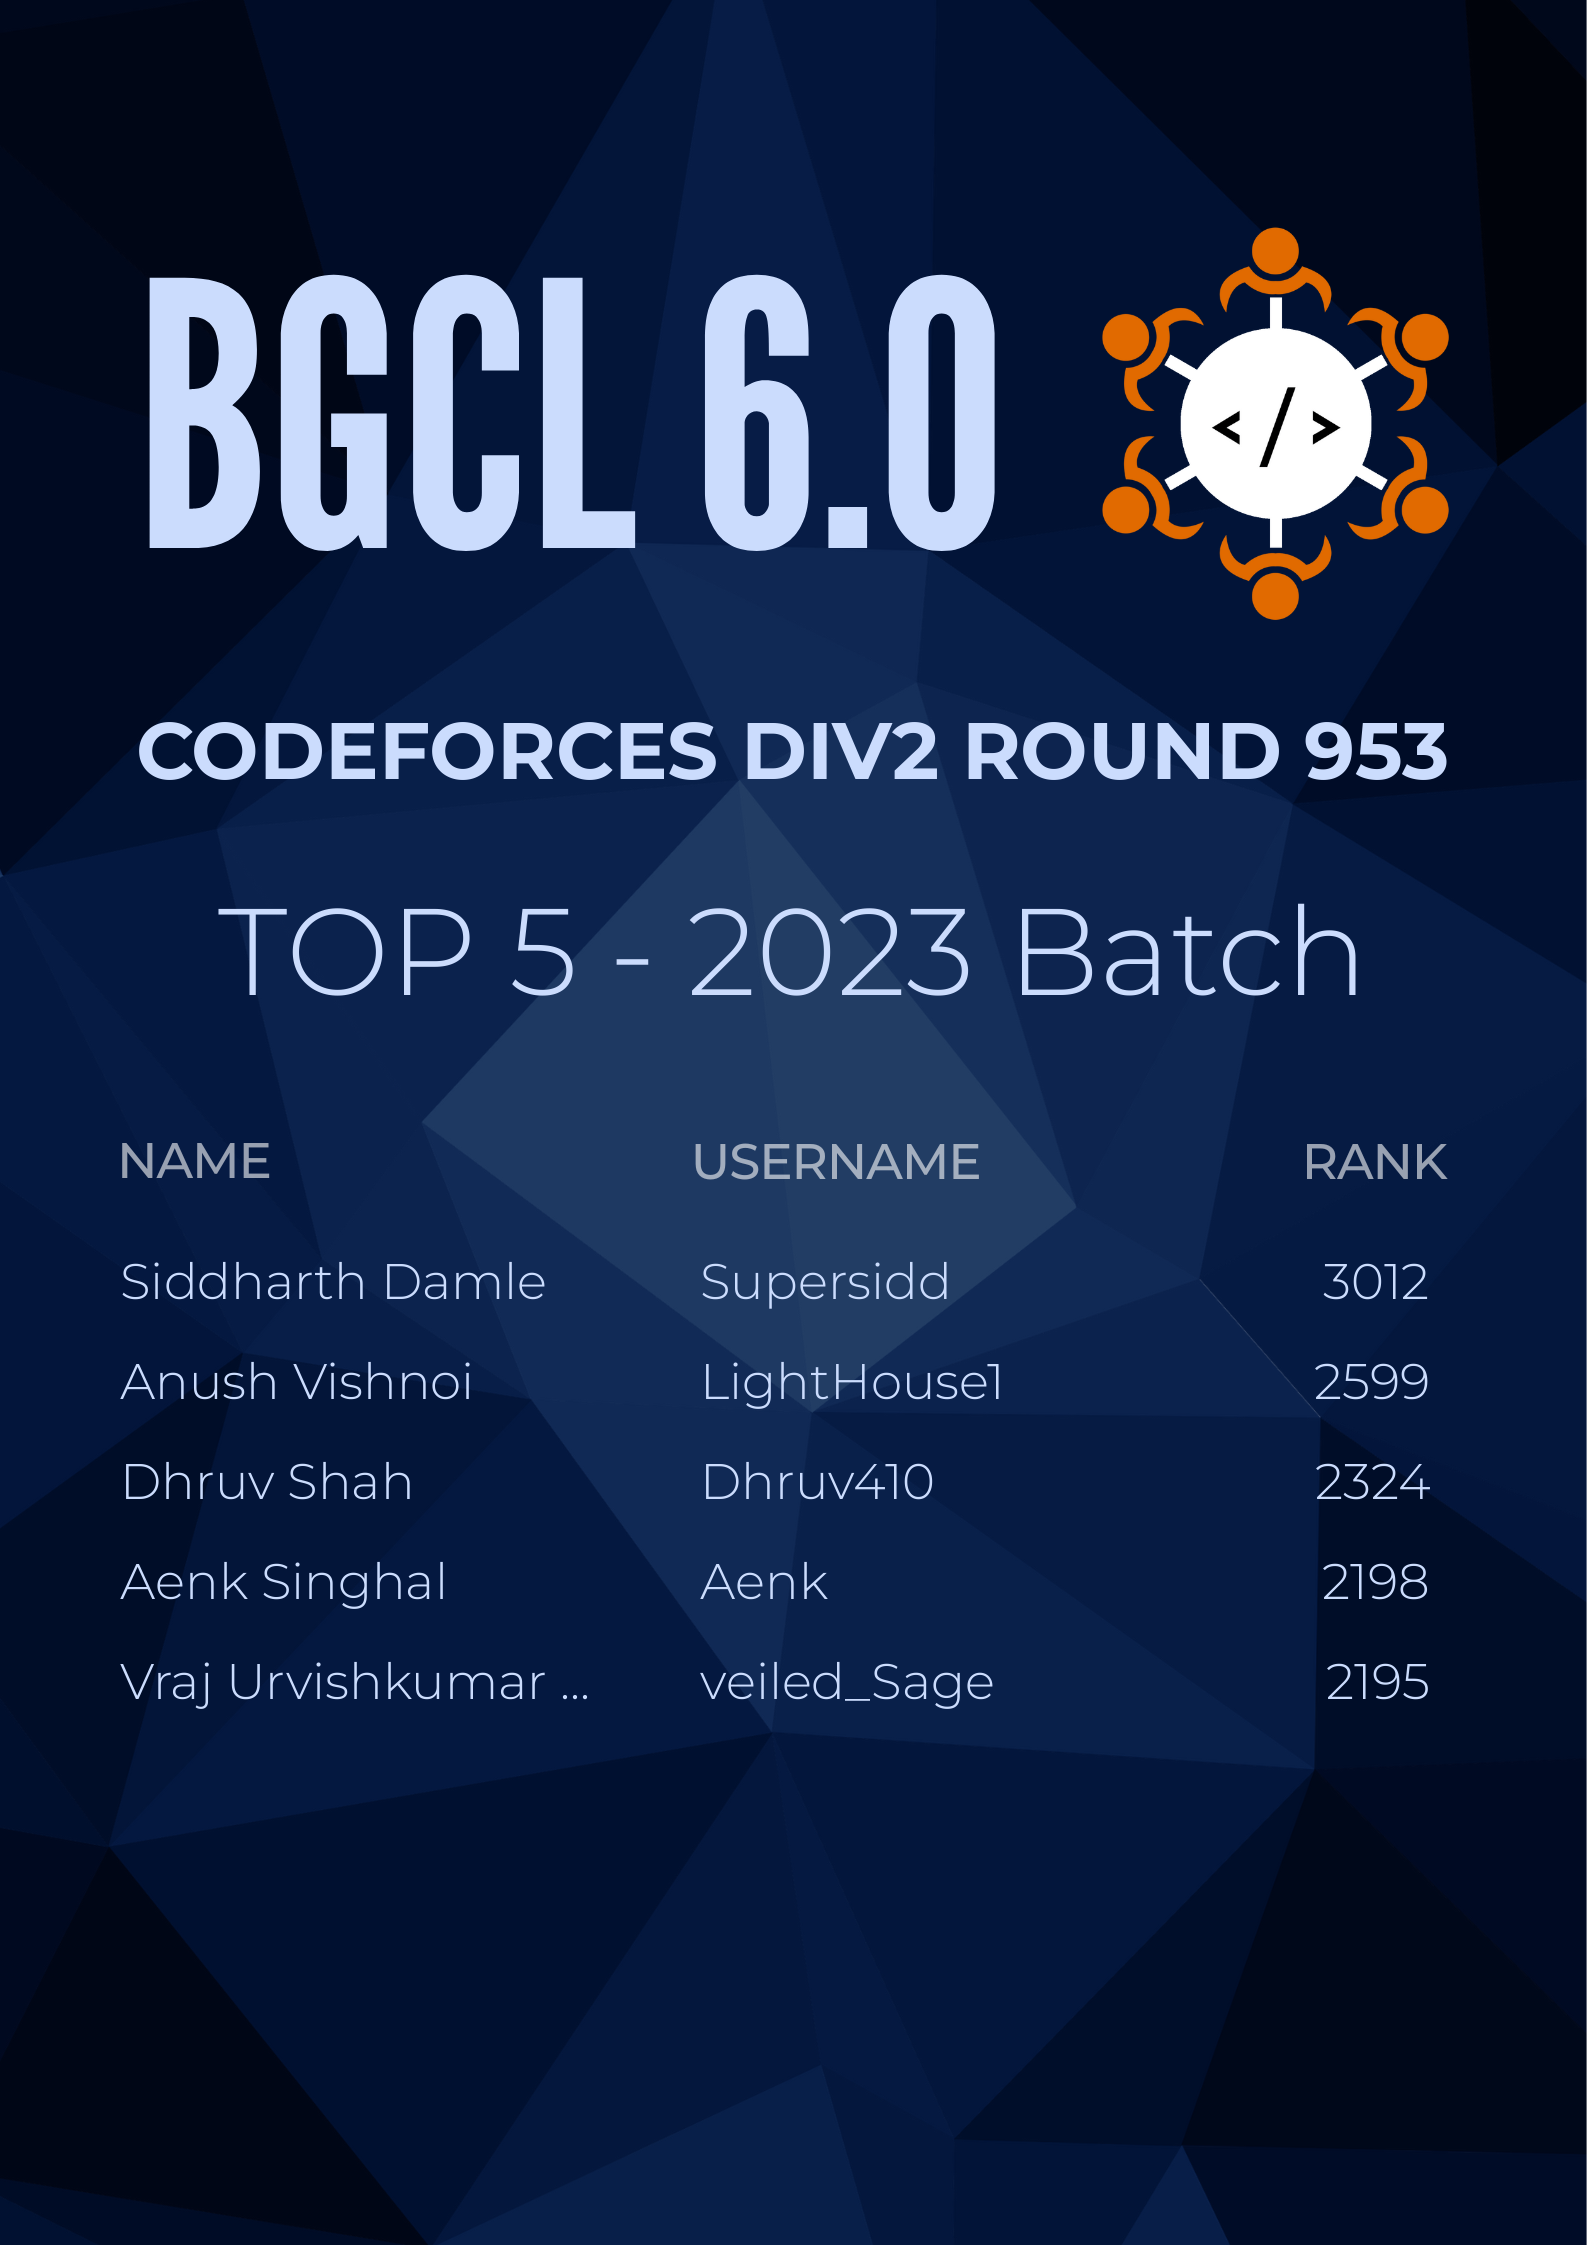 BGCL 6.0
</>
CODEFORCES DIV2 ROUND 953
TOP 5 - 2023 Batch
NAME USERNAME RANK
Siddharth Damle Supersidd 3012
Anush Vishnoi LightHouse1 2599
Dhruv Shah Dhruv410 2324
Aenk Singhal Aenk 2198
Vraj Urvishkumar ... veiled_Sage 2195